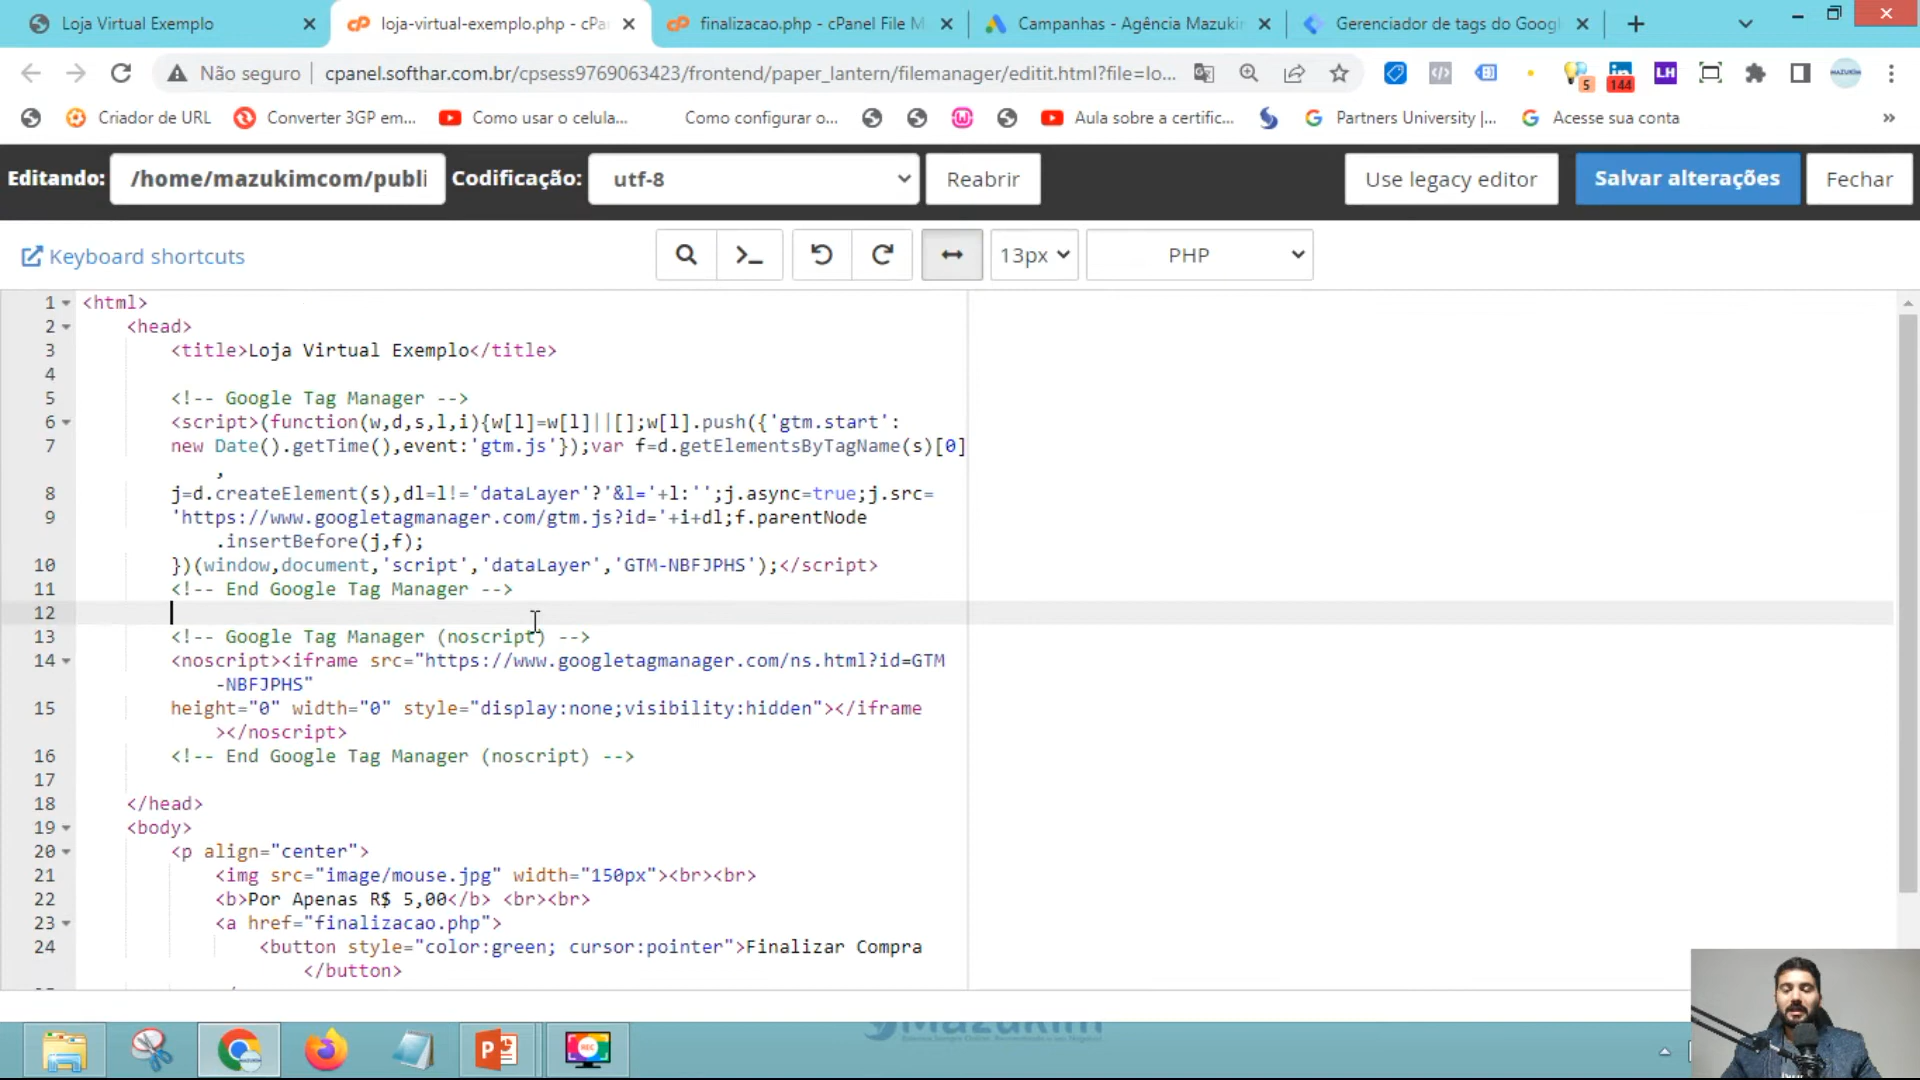 Loja Virtual Exemplo
loja-virtual-exemplo.php - cPa
finalizacao.php - cPanel File M
Campanhas - Agência Mazukim
Gerenciador de tags do Googl
Não seguro
cpanel.softhar.com.br/cpsess9769063423/frontend/paper_lantern/filemanager/editit.html?file=lo...
5
144
LH
MAZUKIM
Criador de URL
Converter 3GP em...
Como usar o celula...
Como configurar o...
Aula sobre a certific...
Partners University |...
Acesse sua conta
»
Editando:
/home/mazukimcom/publi
Codificação:
utf-8
Reabrir
Use legacy editor
Salvar alterações
Fechar
Keyboard shortcuts
13px
PHP
1 <html>
2 <head>
3 <title>Loja Virtual Exemplo</title>
4
5 <!-- Google Tag Manager -->
6 <script>(function(w,d,s,l,i){w[l]=w[l]||[];w[l].push({'gtm.start':
7 new Date().getTime(),event:'gtm.js'});var f=d.getElementsByTagName(s)[0]
,
8 j=d.createElement(s),dl=l!='dataLayer'?'&l='+l:'';j.async=true;j.src=
9 'https://www.googletagmanager.com/gtm.js?id='+i+dl;f.parentNode
.insertBefore(j,f);
10 })(window,document,'script','dataLayer','GTM-NBFJPHS');</script>
11 <!-- End Google Tag Manager -->
12
13 <!-- Google Tag Manager (noscript) -->
14 <noscript><iframe src="https://www.googletagmanager.com/ns.html?id=GTM
-NBFJPHS"
15 height="0" width="0" style="display:none;visibility:hidden"></iframe
></noscript>
16 <!-- End Google Tag Manager (noscript) -->
17
18 </head>
19 <body>
20 <p align="center">
21 <img src="image/mouse.jpg" width="150px"><br><br>
22 <b>Por Apenas R$ 5,00</b> <br><br>
23 <a href="finalizacao.php">
24 <button style="color:green; cursor:pointer">Finalizar Compra
</button>
Mazukim
REC